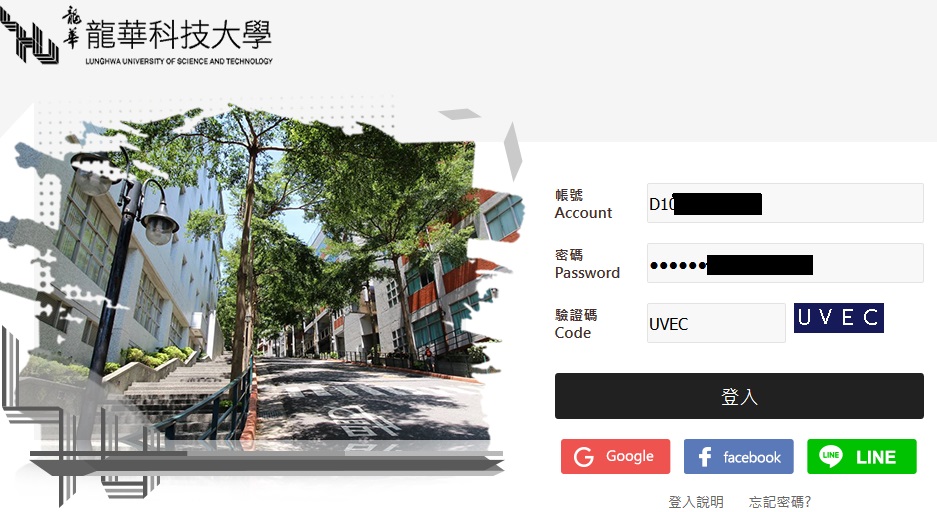 龍華
龍華科技大學
LUNGHWA UNIVERSITY OF SCIENCE AND TECHNOLOGY
帳號
Account
D10
密碼
Password
驗證碼
Code
UVEC
UVEC
登入
Google
facebook
LINE
LINE
登入說明
忘記密碼?